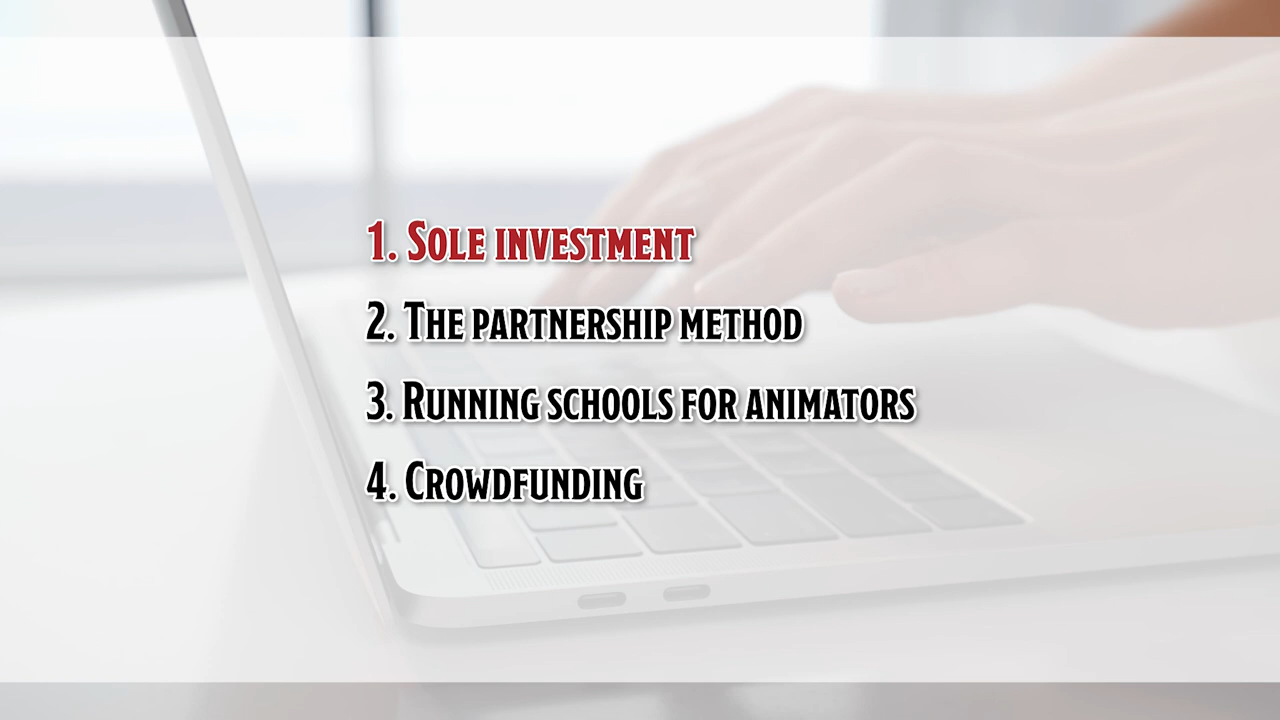 1. Sole investment
2. The partnership method
3. Running schools for animators
4. Crowdfunding